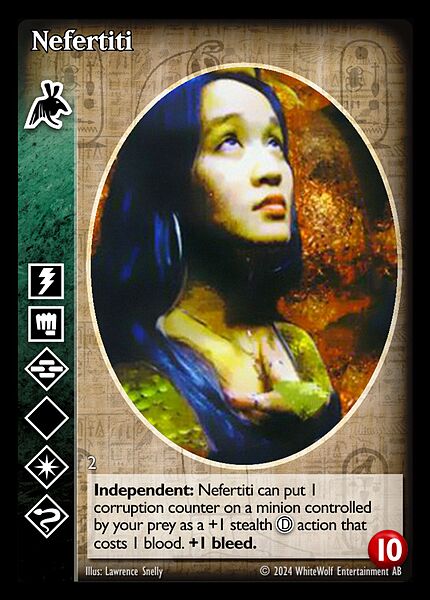 Nefertiti
2
Independent: Nefertiti can put 1
corruption counter on a minion controlled
by your prey as a +1 stealth Ⓓ action that
costs 1 blood. +1 bleed.
10
Illus: Lawrence Snelly
© 2024 WhiteWolf Entertainment AB